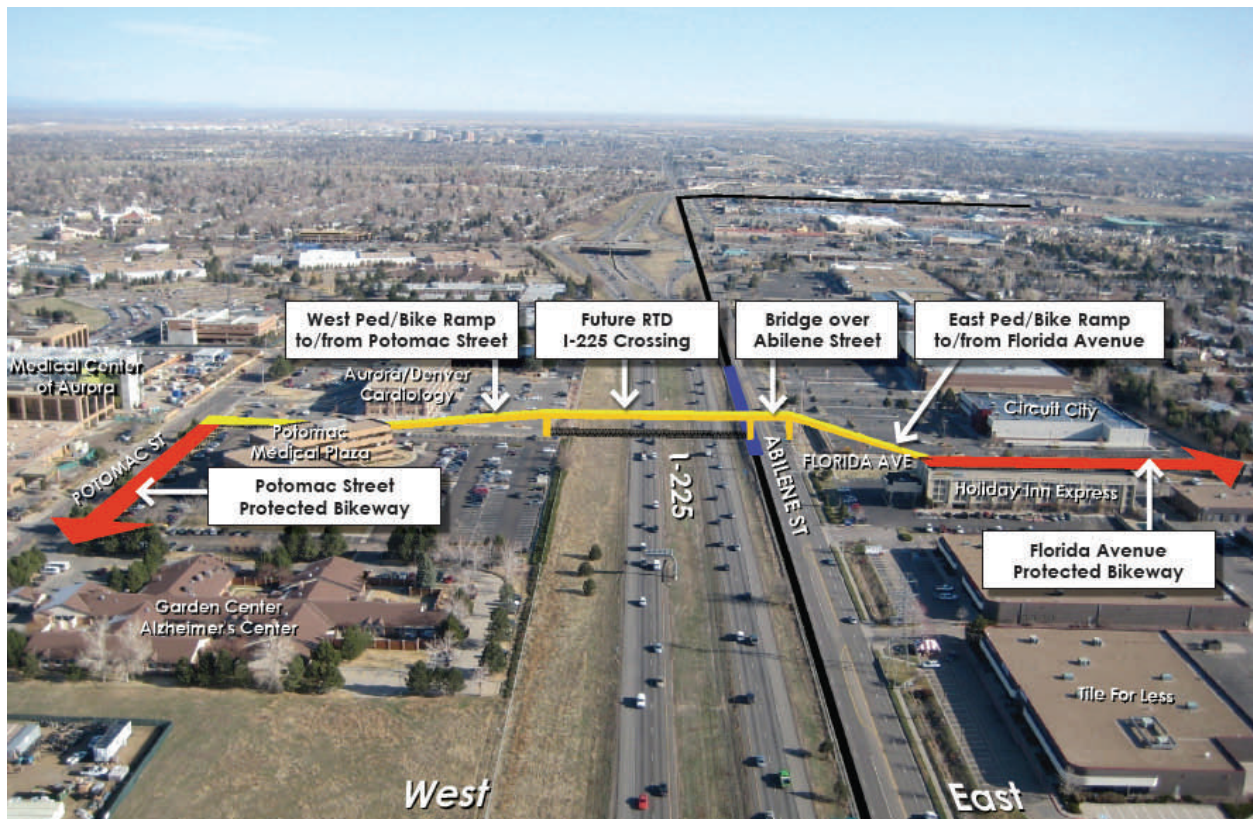 West Ped/Bike Ramp
to/from Potomac Street
Future RTD
I-225 Crossing
Bridge over
Abilene Street
East Ped/Bike Ramp
to/from Florida Avenue
Medical Center
of Aurora
Aurora/Denver
Cardiology
Circuit City
Potomac
Medical Plaza
POTOMAC ST
I-225
ABILENE ST
FLORIDA AVE
Holiday Inn Express
Potomac Street
Protected Bikeway
Florida Avenue
Protected Bikeway
Garden Center
Alzheimer's Center
Tile For Less
West
East